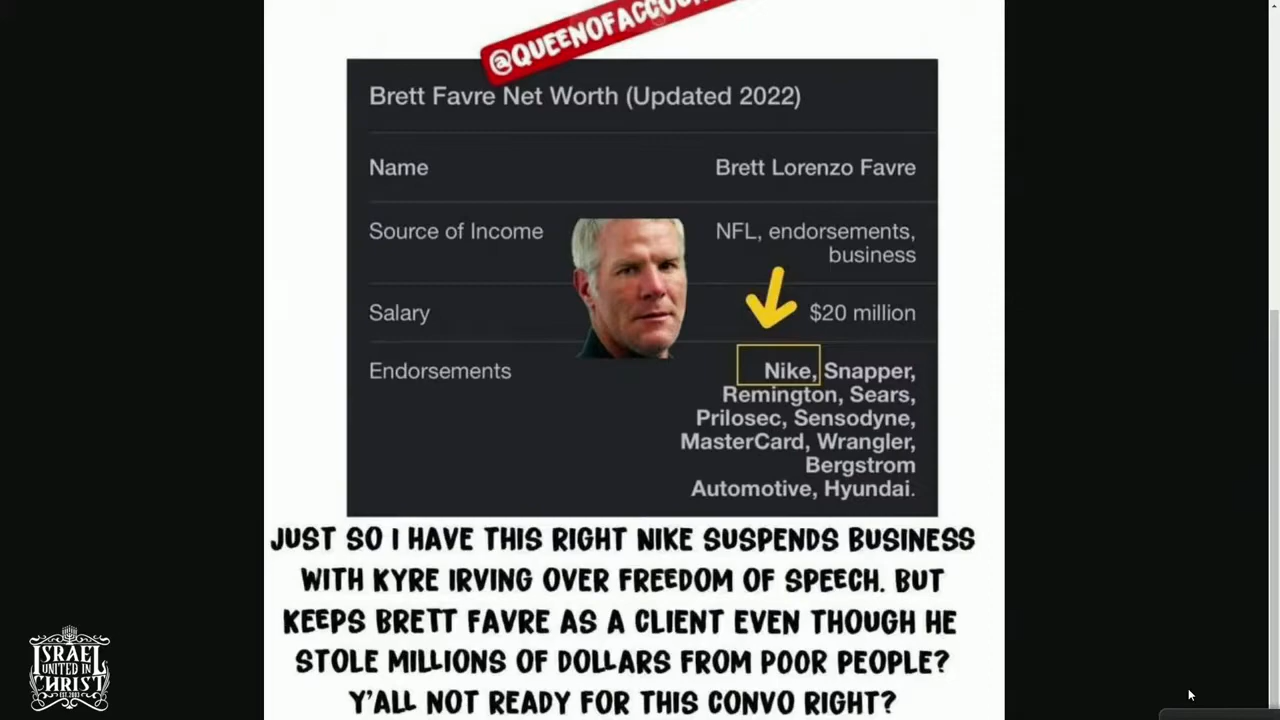 @QUEENOFACCOU
Brett Favre Net Worth (Updated 2022)
Name Brett Lorenzo Favre
Source of Income NFL, endorsements,
business
Salary $20 million
Endorsements Nike, Snapper,
Remington, Sears,
Prilosec, Sensodyne,
MasterCard, Wrangler,
Bergstrom
Automotive, Hyundai.
JUST SO I HAVE THIS RIGHT NIKE SUSPENDS BUSINESS
WITH KYRE IRVING OVER FREEDOM OF SPEECH. BUT
KEEPS BRETT FAVRE AS A CLIENT EVEN THOUGH HE
STOLE MILLIONS OF DOLLARS FROM POOR PEOPLE?
Y'ALL NOT READY FOR THIS CONVO RIGHT?
ISRAEL
UNITED IN
CHRIST
EST. 2003